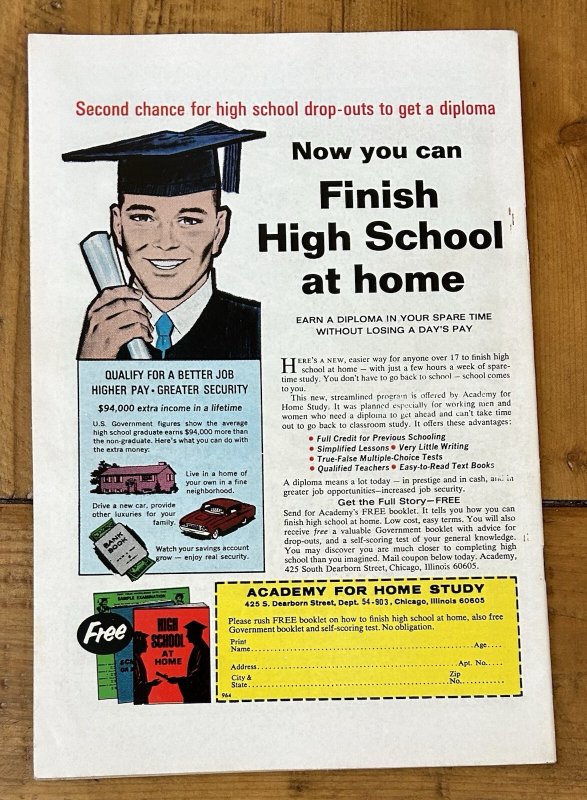 Second chance for high school drop-outs to get a diploma
Now you can
Finish
High School
at home
EARN A DIPLOMA IN YOUR SPARE TIME
WITHOUT LOSING A DAY'S PAY
HERE'S A NEW, easier way for anyone over 17 to finish high
school at home — with just a few hours a week of spare-
time study. You don't have to go back to school — school comes
to you.
This new, streamlined program is offered by Academy for
Home Study. It was planned especially for working men and
women who need a diploma to get ahead and can't take time
out to go back to classroom study. It offers these advantages:
• Full Credit for Previous Schooling
• Simplified Lessons • Very Little Writing
• True-False Multiple-Choice Tests
• Qualified Teachers • Easy-to-Read Text Books
A diploma means a lot today — in prestige and in cash, and in
greater job opportunities—increased job security.
Get the Full Story—FREE
Send for Academy's FREE booklet. It tells you how you can
finish high school at home. Low cost, easy terms. You will also
receive free a valuable Government booklet with advice for
drop-outs, and a self-scoring test of your general knowledge.
You may discover you are much closer to completing high
school than you imagined. Mail coupon below today. Academy,
425 South Dearborn Street, Chicago, Illinois 60605.
QUALIFY FOR A BETTER JOB
HIGHER PAY • GREATER SECURITY
$94,000 extra income in a lifetime
U.S. Government figures show the average
high school graduate earns $94,000 more than
the non-graduate. Here's what you can do with
the extra money:
Live in a home of
your own in a fine
neighborhood.
Drive a new car, provide
other luxuries for your
family.
BANK
BOOK
Watch your savings account
grow — enjoy real security.
Free
SAMPLE EXAMINATION
HIGH
SCHOOL
AT
HOME
ACADEMY FOR HOME STUDY
425 S. Dearborn Street, Dept. 54-903, Chicago, Illinois 60605
Please rush FREE booklet on how to finish high school at home, also free
Government booklet and self-scoring test. No obligation.
Print
Name Age
Address Apt. No.
City & Zip
State No.
964